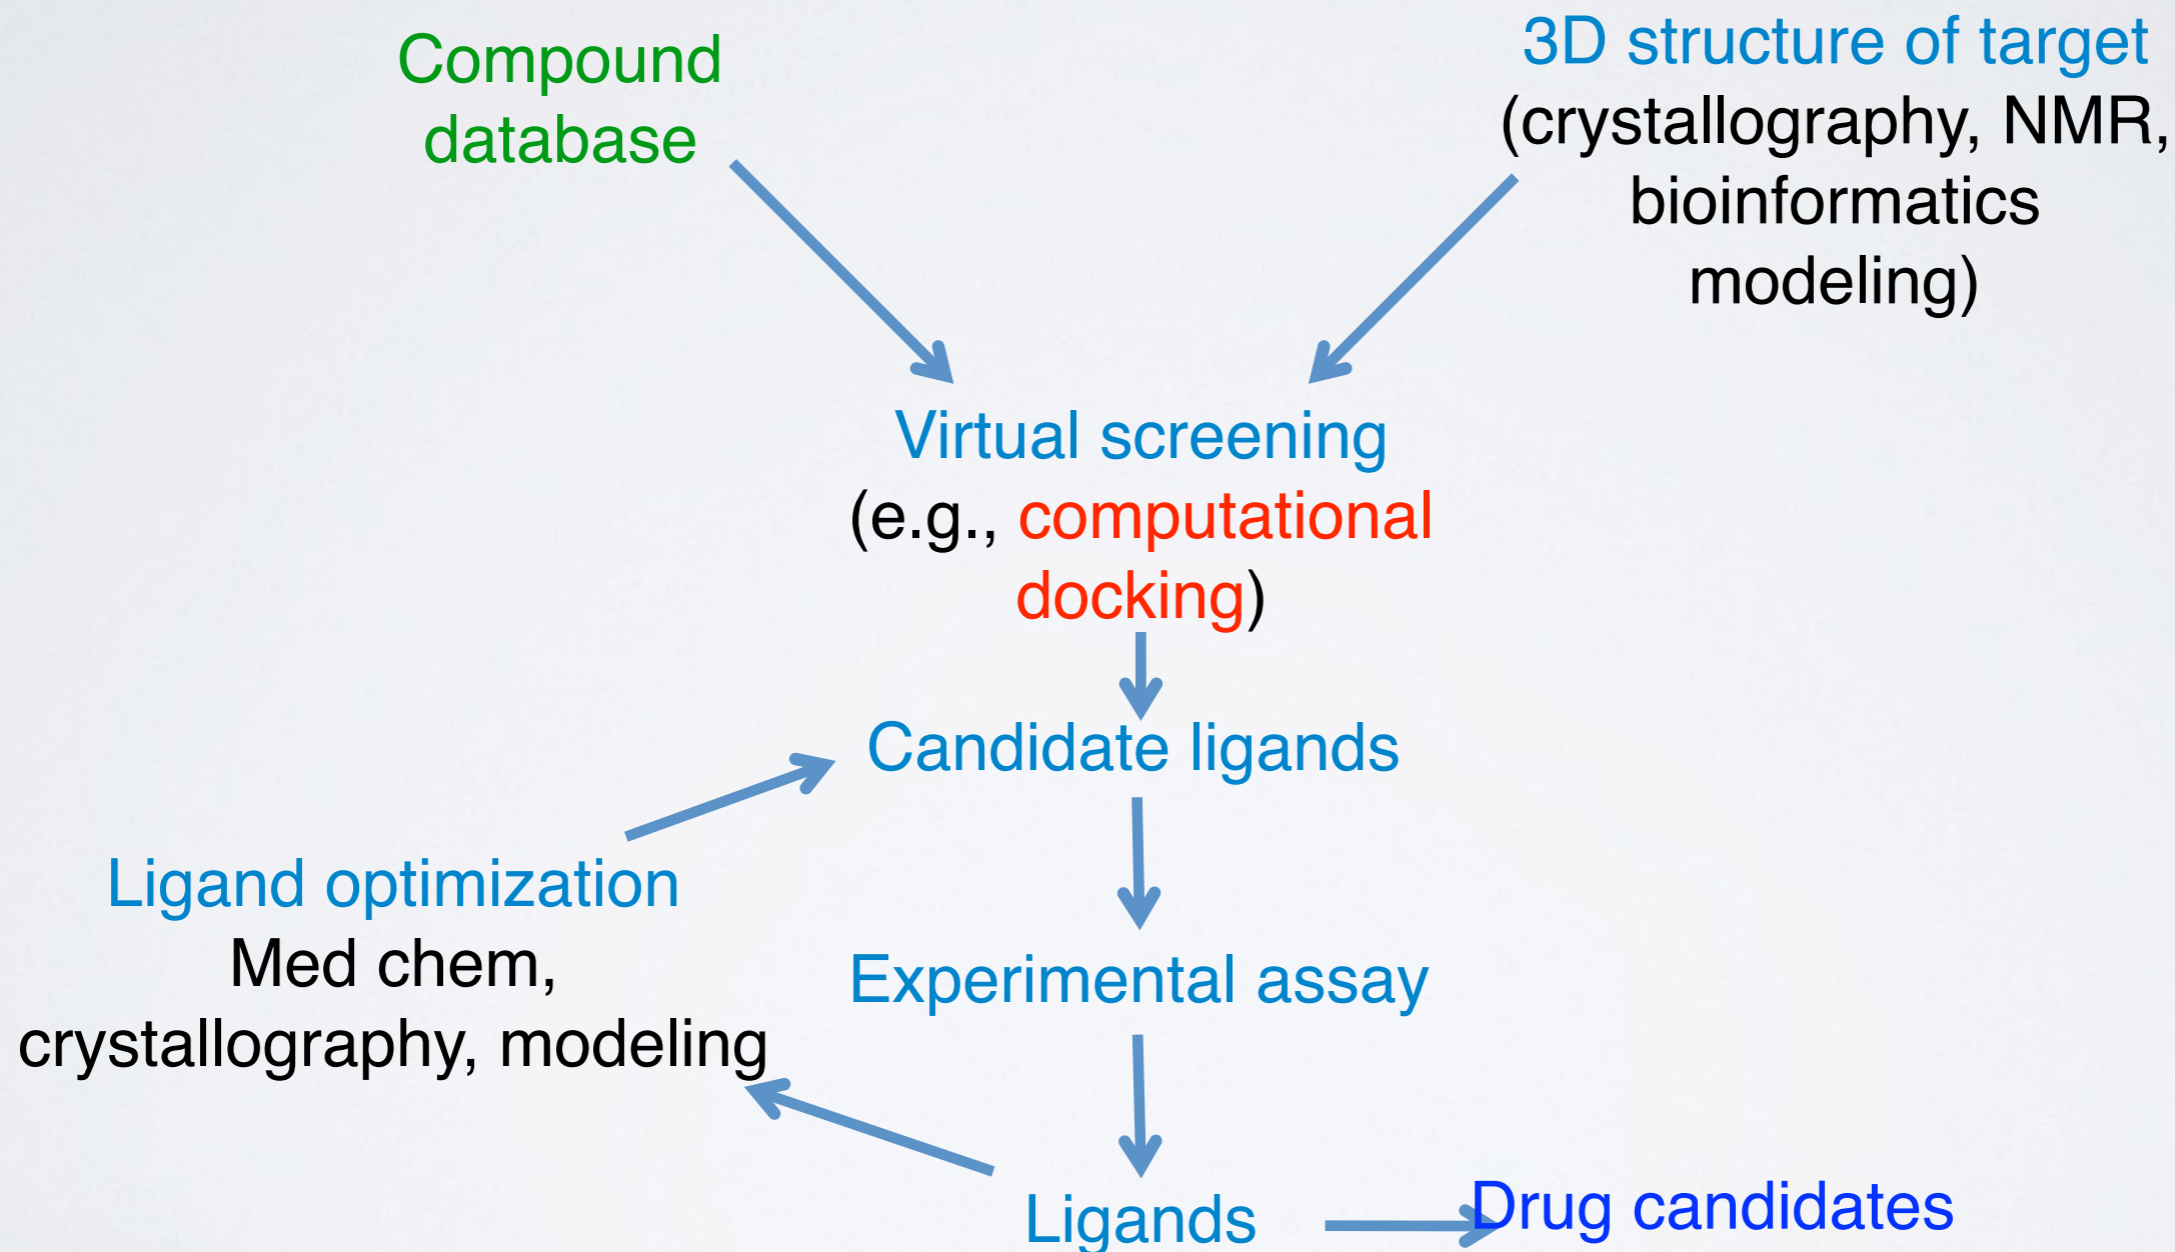 Compound
database
3D structure of target
(crystallography, NMR,
bioinformatics
modeling)
Virtual screening
(e.g., computational
docking)
Candidate ligands
Ligand optimization
Med chem,
crystallography, modeling
Experimental assay
Ligands
Drug candidates